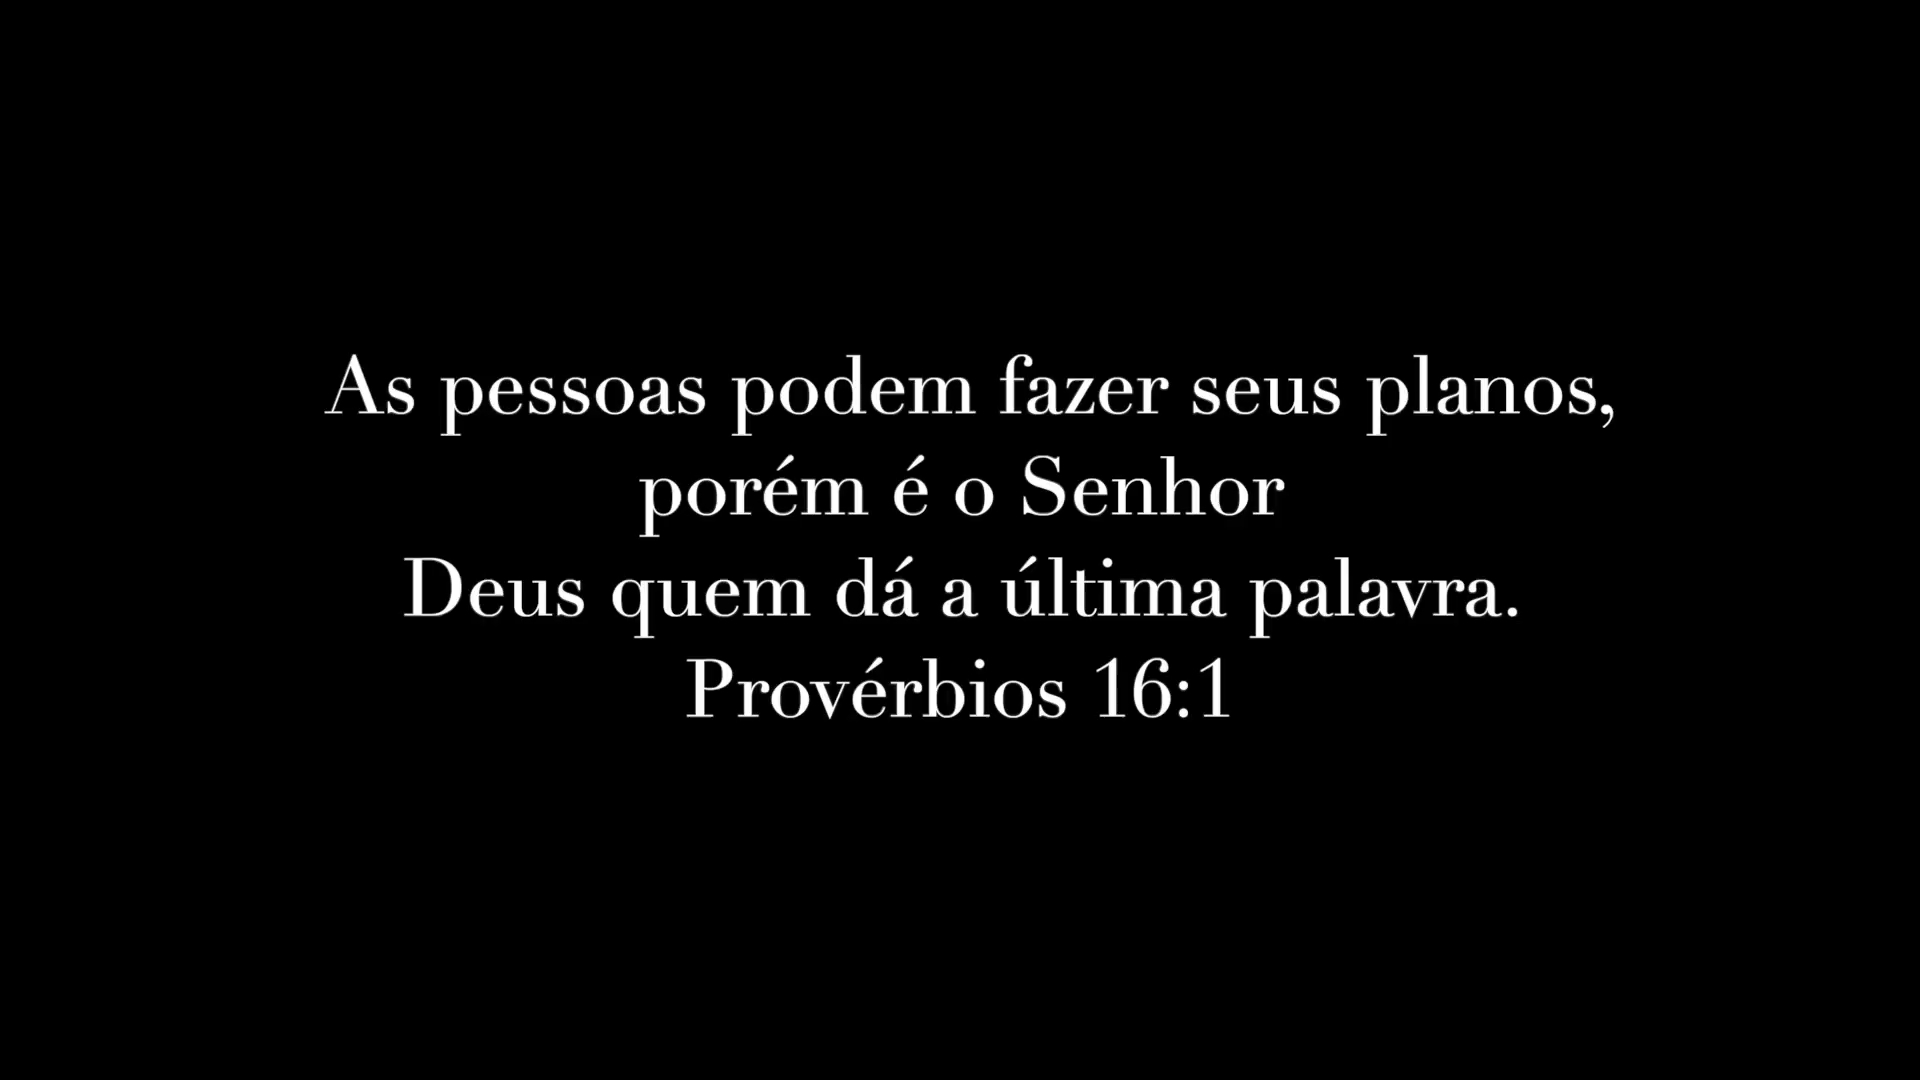 As pessoas podem fazer seus planos,
porém é o Senhor
Deus quem dá a última palavra.
Provérbios 16:1